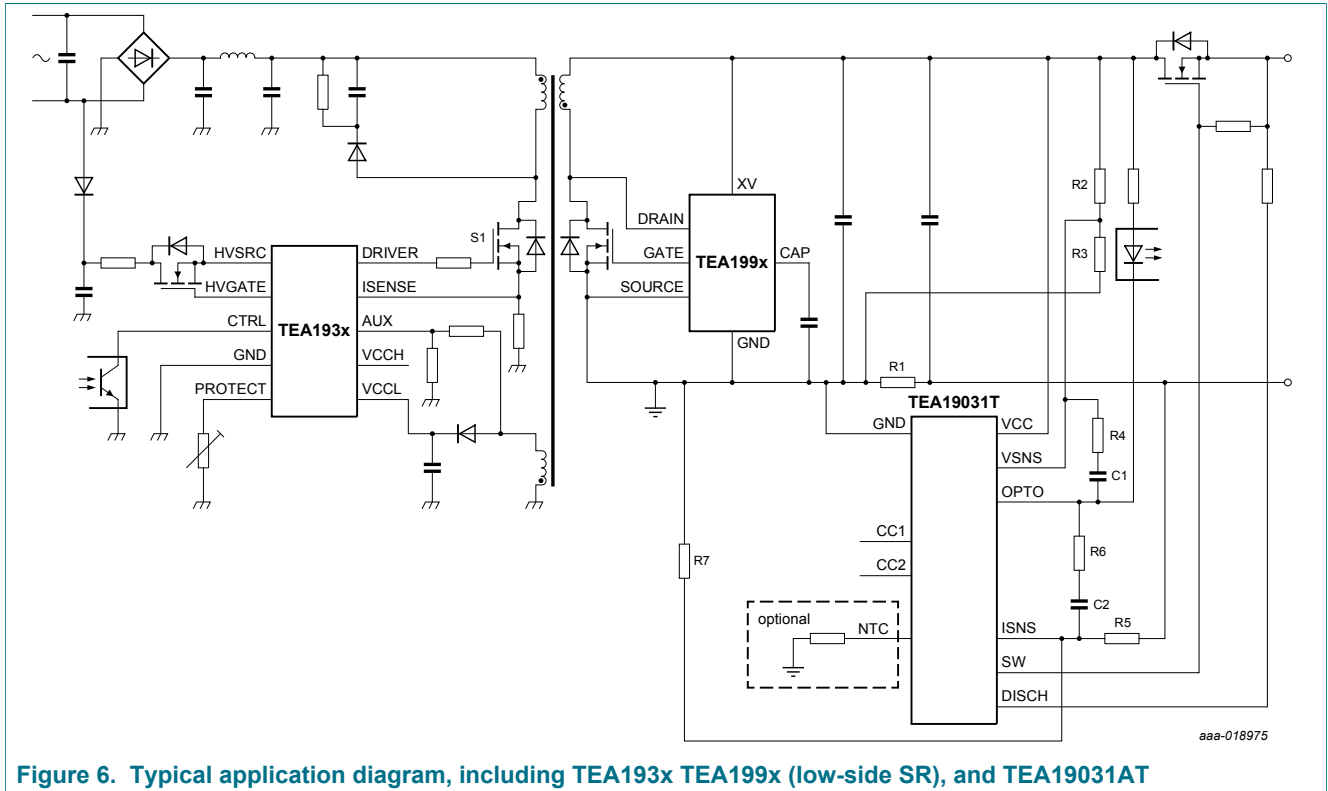 XV
R2
DRAIN
S1
HVSRC
DRIVER
GATE
TEA199x
CAP
R3
HVGATE
ISENSE
SOURCE
CTRL
TEA193x
AUX
GND
VCCH
GND
PROTECT
VCCL
R1
TEA19031T
GND
VCC
R4
VSNS
C1
OPTO
CC1
R6
R7
CC2
C2
optional
NTC
ISNS
R5
SW
DISCH
aaa-018975
Figure 6. Typical application diagram, including TEA193x TEA199x (low-side SR), and TEA19031AT